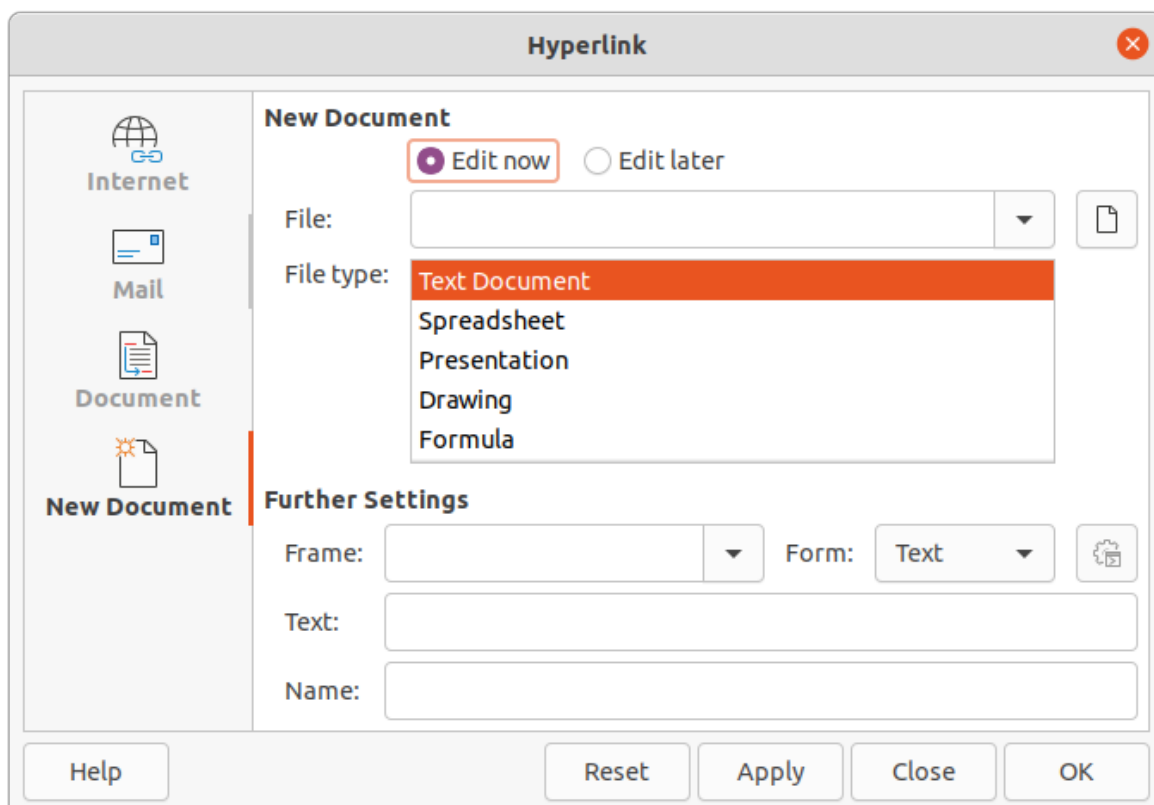 Hyperlink
Internet
Mail
Document
New Document
New Document
Edit now Edit later
File:
File type:
Text Document
Spreadsheet
Presentation
Drawing
Formula
Further Settings
Frame: Form: Text
Text:
Name:
Help Reset Apply Close OK